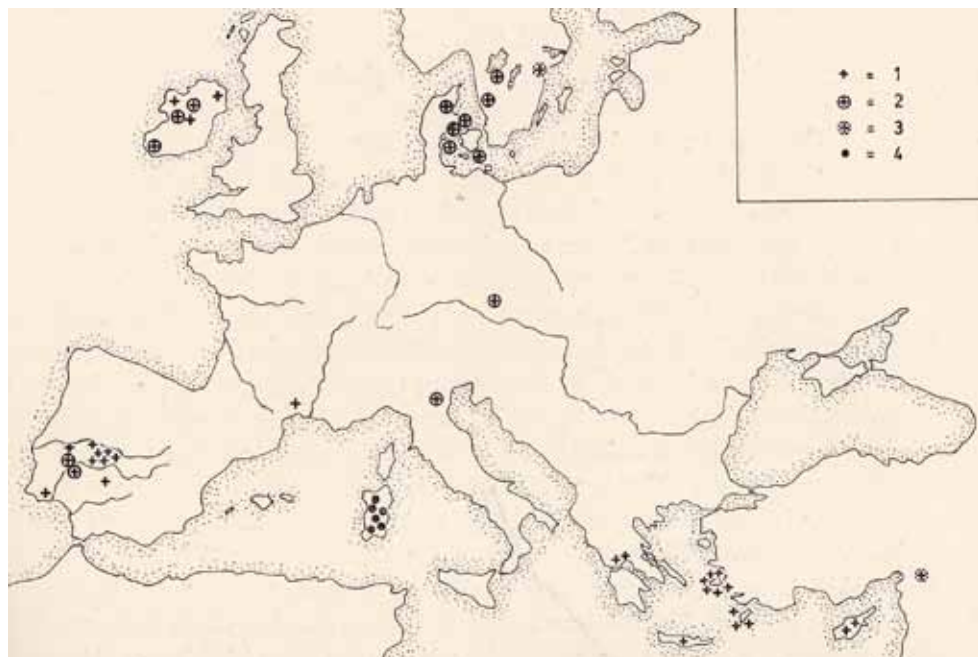 + = 1
⊕ = 2
⊛ = 3
● = 4